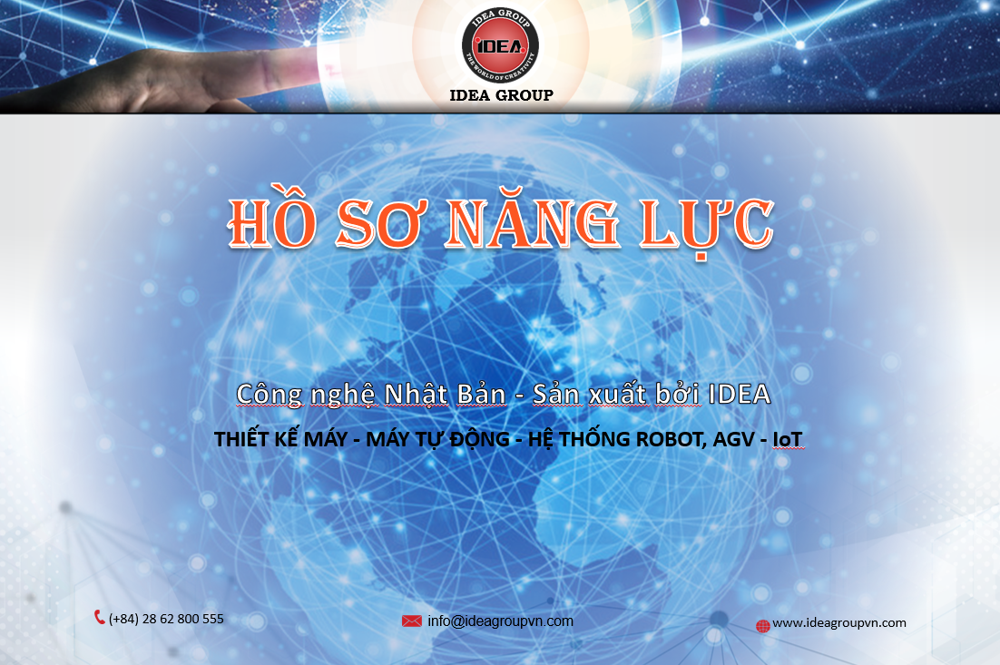 IDEA GROUP
IDEA
THE WORLD OF CREATIVITY
IDEA GROUP
HỒ SƠ NĂNG LỰC
Công nghệ Nhật Bản - Sản xuất bởi IDEA
THIẾT KẾ MÁY - MÁY TỰ ĐỘNG - HỆ THỐNG ROBOT, AGV - IoT
(+84) 28 62 800 555
info@ideagroupvn.com
www.ideagroupvn.com